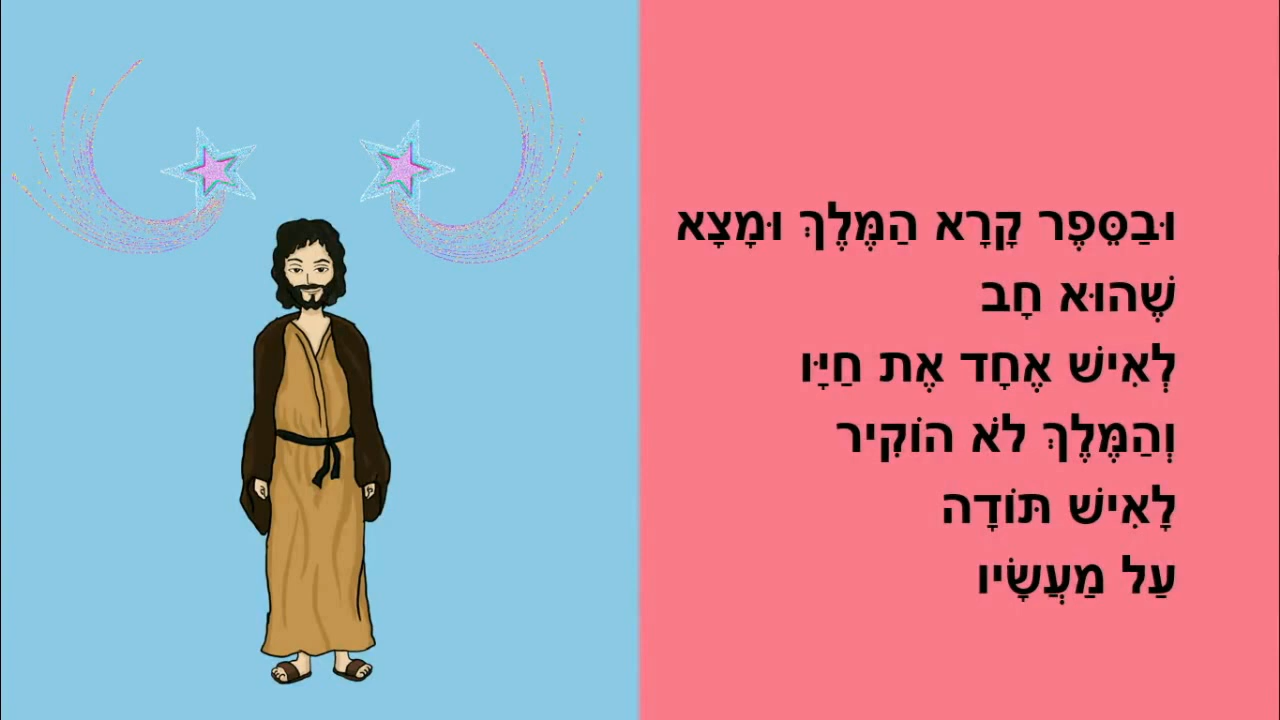 וּבַסֵּפֶר קָרָא הַמֶּלֶךְ וּמָצָא
שֶׁהוּא חָב
לְאִישׁ אֶחָד אֶת חַיָּיו
וְהַמֶּלֶךְ לֹא הוֹקִיר
לָאִישׁ תּוֹדָה
עַל מַעֲשָׂיו